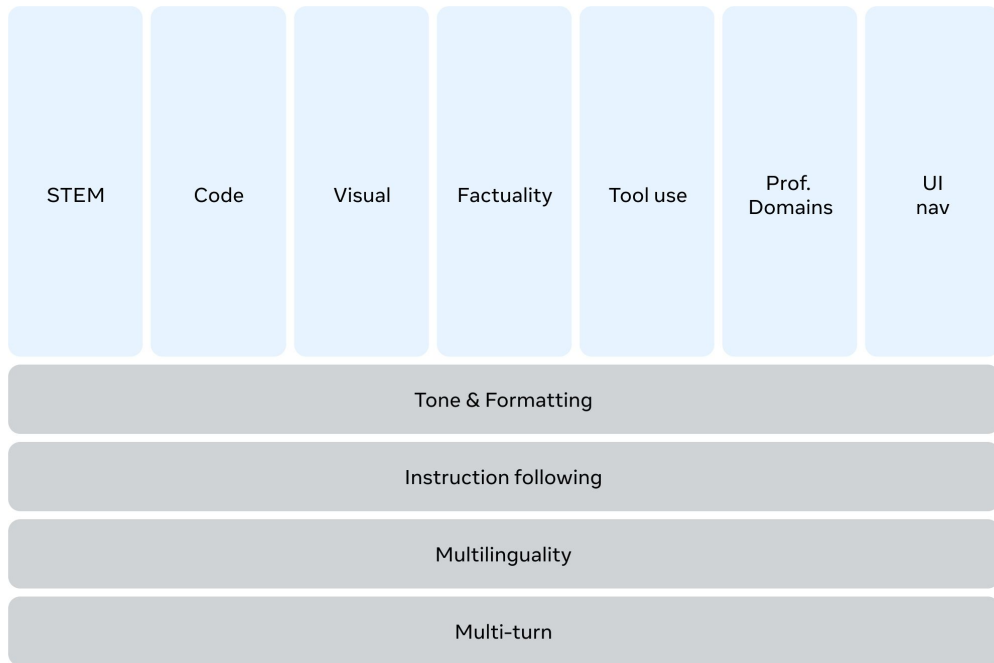 STEM
Code
Visual
Factuality
Tool use
Prof.
Domains
UI
nav
Tone & Formatting
Instruction following
Multilinguality
Multi-turn